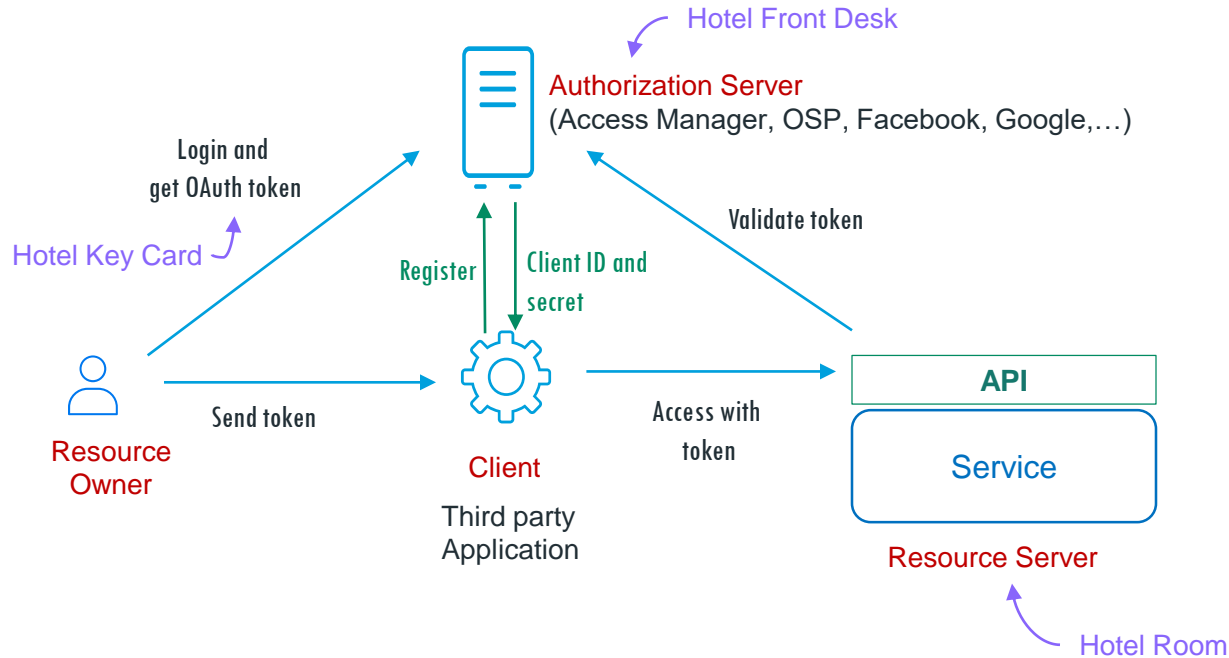 Hotel Front Desk
Authorization Server
(Access Manager, OSP, Facebook, Google,…)
Login and
get OAuth token
Hotel Key Card
Validate token
Register
Client ID and
secret
Send token
Access with
token
API
Service
Resource
Owner
Client
Third party
Application
Resource Server
Hotel Room